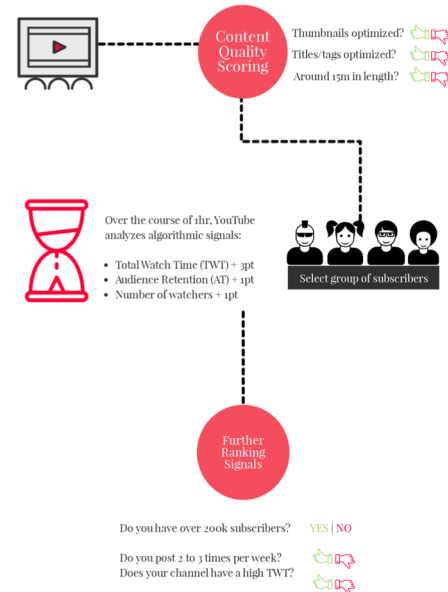 Content
Quality
Scoring
Thumbnails optimized?
Titles/tags optimized?
Around 15m in length?
Over the course of 1hr, YouTube
analyzes algorithmic signals:
• Total Watch Time (TWT) + 3pt
• Audience Retention (AT) + 1pt
• Number of watchers + 1pt
Select group of subscribers
Further
Ranking
Signals
Do you have over 200k subscribers? YES | NO
Do you post 2 to 3 times per week?
Does your channel have a high TWT?